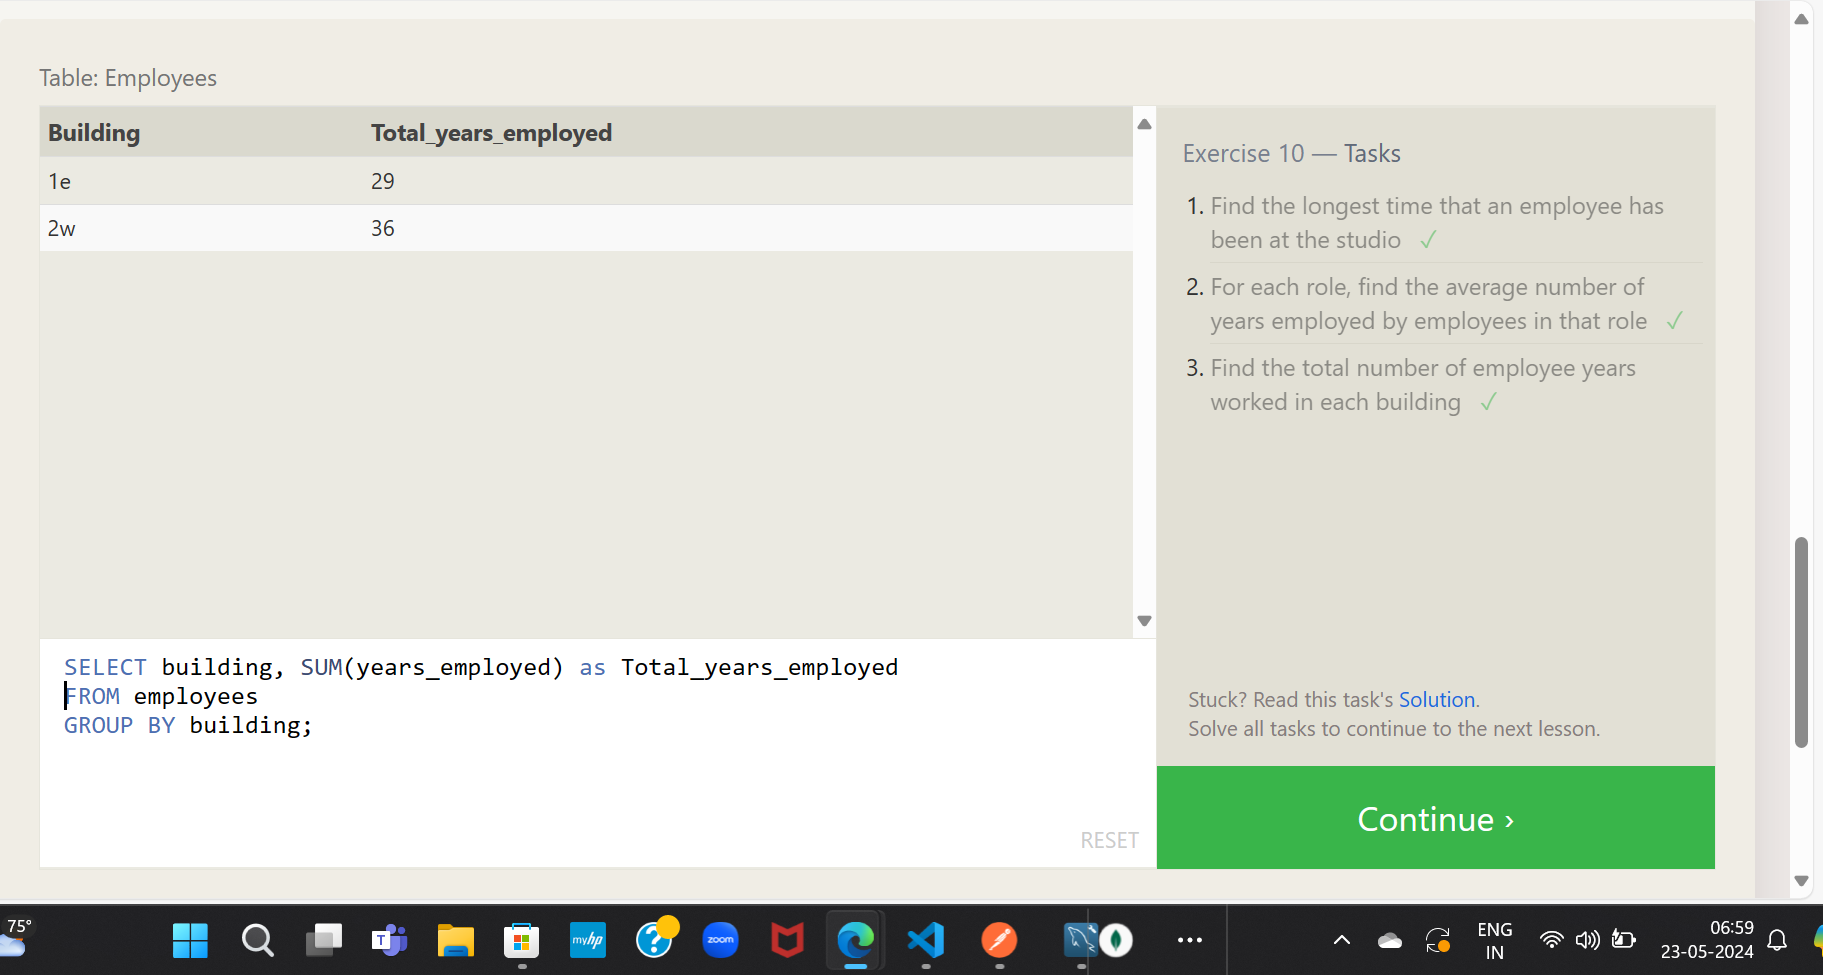 Table: Employees
Building Total_years_employed
1e 29
2w 36
SELECT building, SUM(years_employed) as Total_years_employed
FROM employees
GROUP BY building;
RESET
Exercise 10 — Tasks
1. Find the longest time that an employee has
been at the studio ✓
2. For each role, find the average number of
years employed by employees in that role ✓
3. Find the total number of employee years
worked in each building ✓
Stuck? Read this task's Solution.
Solve all tasks to continue to the next lesson.
Continue ›
75°
T
myhp
?
zoom
ENG
IN
06:59
23-05-2024